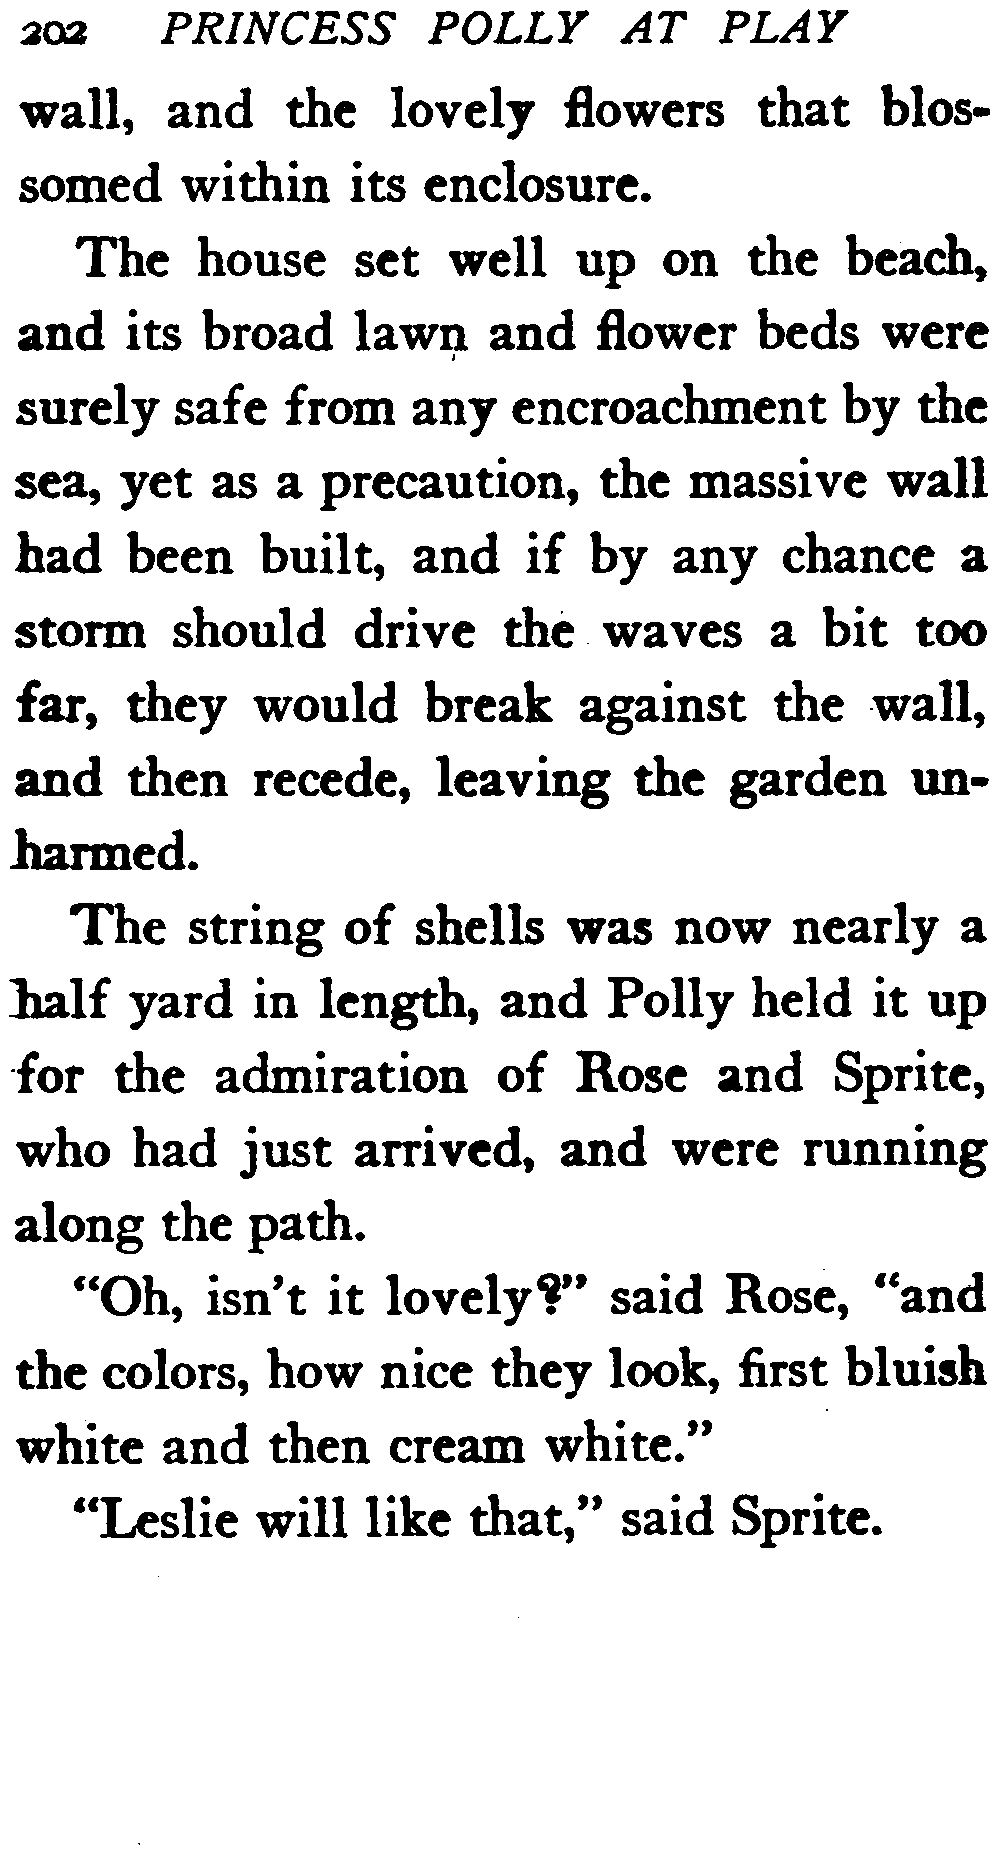 202 PRINCESS POLLY AT PLAY
wall, and the lovely flowers that blos-
somed within its enclosure.
The house set well up on the beach,
and its broad lawn and flower beds were
surely safe from any encroachment by the
sea, yet as a precaution, the massive wall
had been built, and if by any chance a
storm should drive the waves a bit too
far, they would break against the wall,
and then recede, leaving the garden un-
harmed.
The string of shells was now nearly a
half yard in length, and Polly held it up
for the admiration of Rose and Sprite,
who had just arrived, and were running
along the path.
"Oh, isn't it lovely?" said Rose, "and
the colors, how nice they look, first bluish
white and then cream white."
"Leslie will like that," said Sprite.